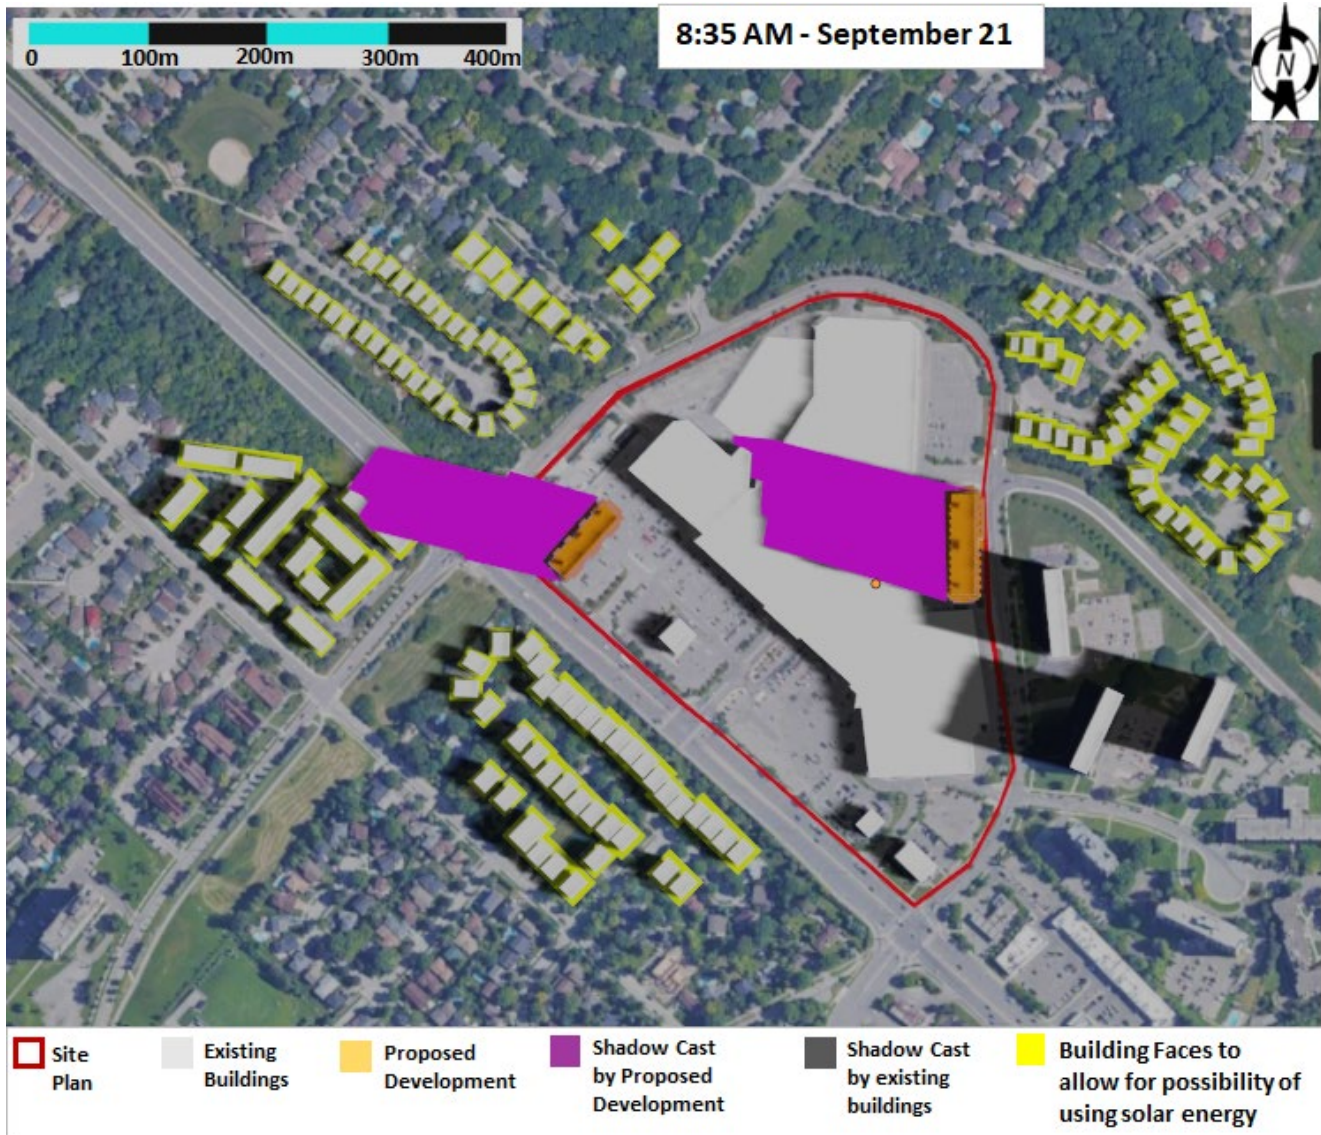 8:35 AM - September 21
N
0 100m 200m 300m 400m
Site
Plan
Existing
Buildings
Proposed
Development
Shadow Cast
by Proposed
Development
Shadow Cast
by existing
buildings
Building Faces to
allow for possibility of
using solar energy